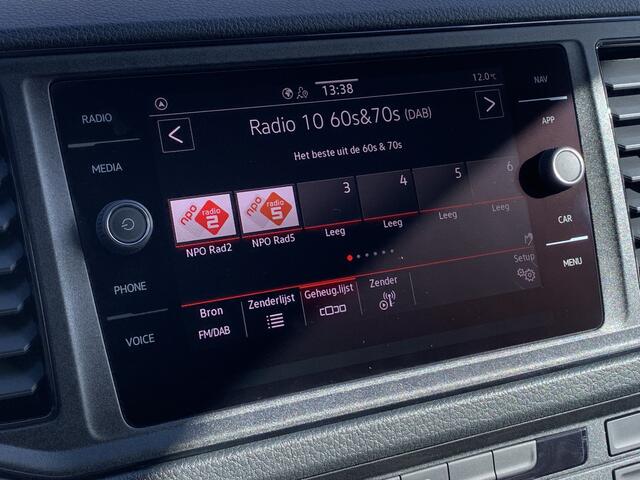 13:38
12.0°C
RADIO
MEDIA
PHONE
VOICE
NAV
APP
CAR
MENU
Radio 10 60s&70s (DAB)
Het beste uit de 60s & 70s
npo radio 2
npo radio 5
3 4 5 6
NPO Rad2 NPO Rad5 Leeg Leeg Leeg Leeg
Setup
Bron Zenderlijst Geheug.lijst Zender
FM/DAB